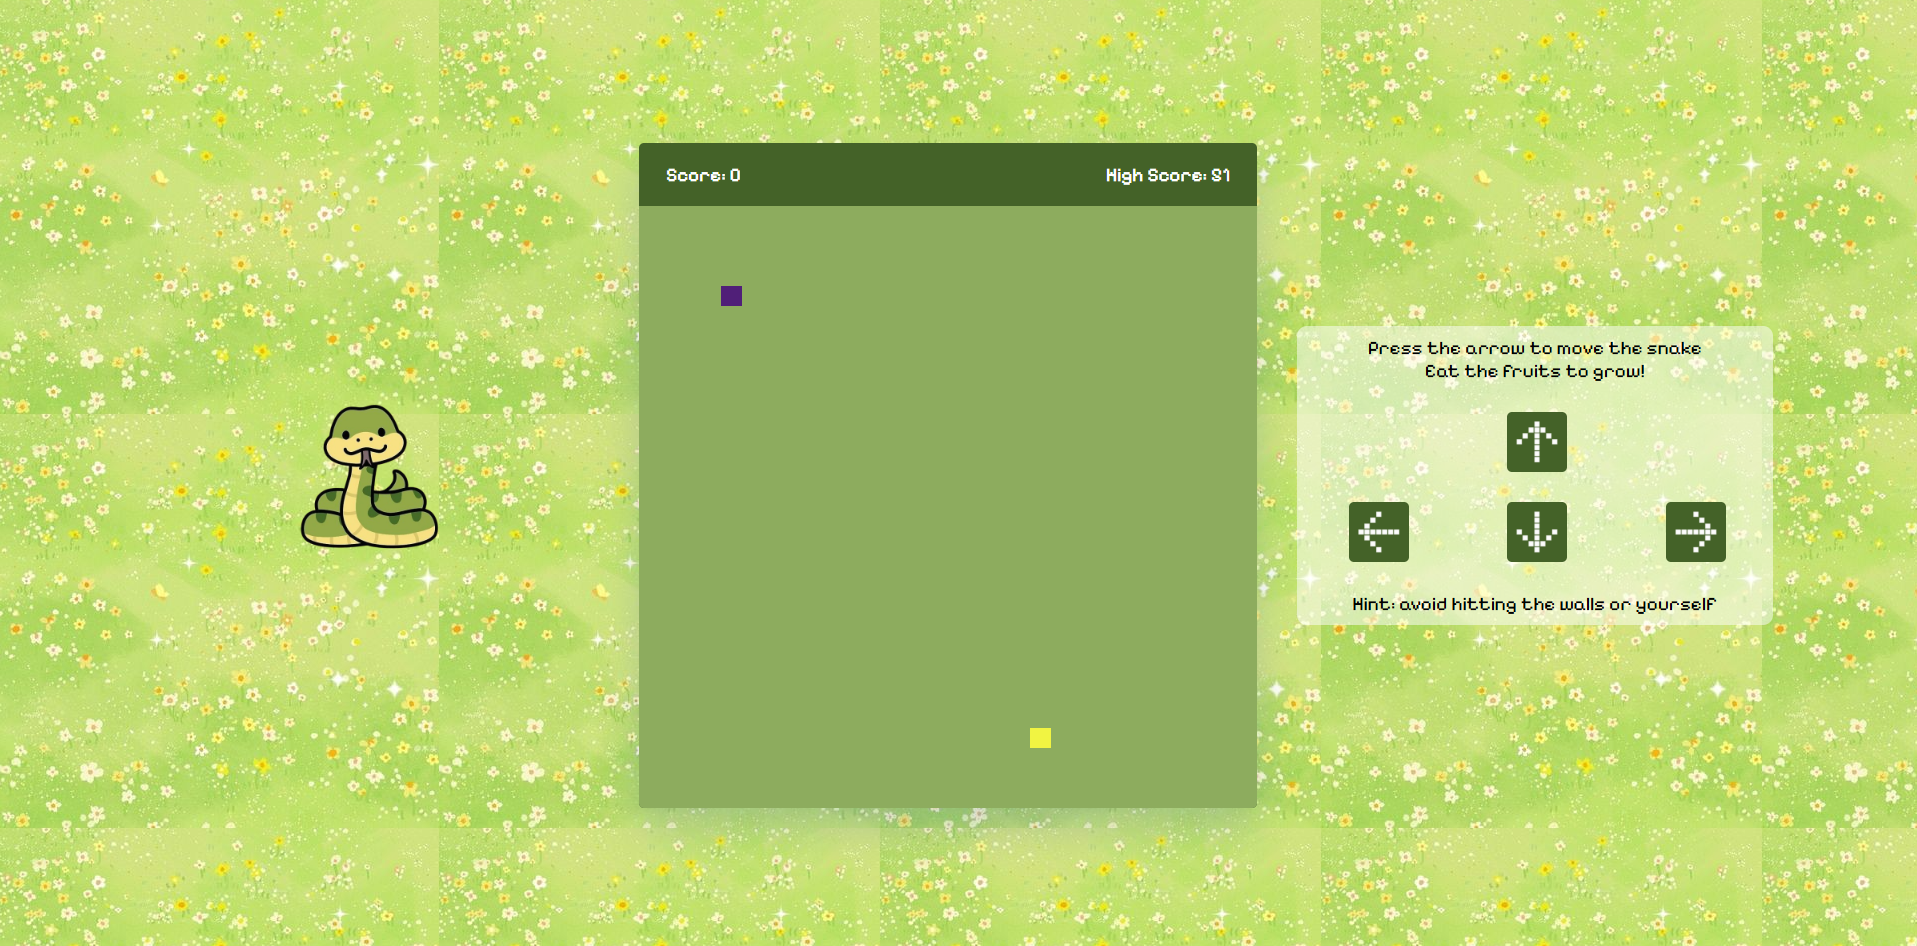 Score: 0
High Score: 81
Press the arrow to move the snake
Eat the fruits to grow!
Hint: avoid hitting the walls or yourself